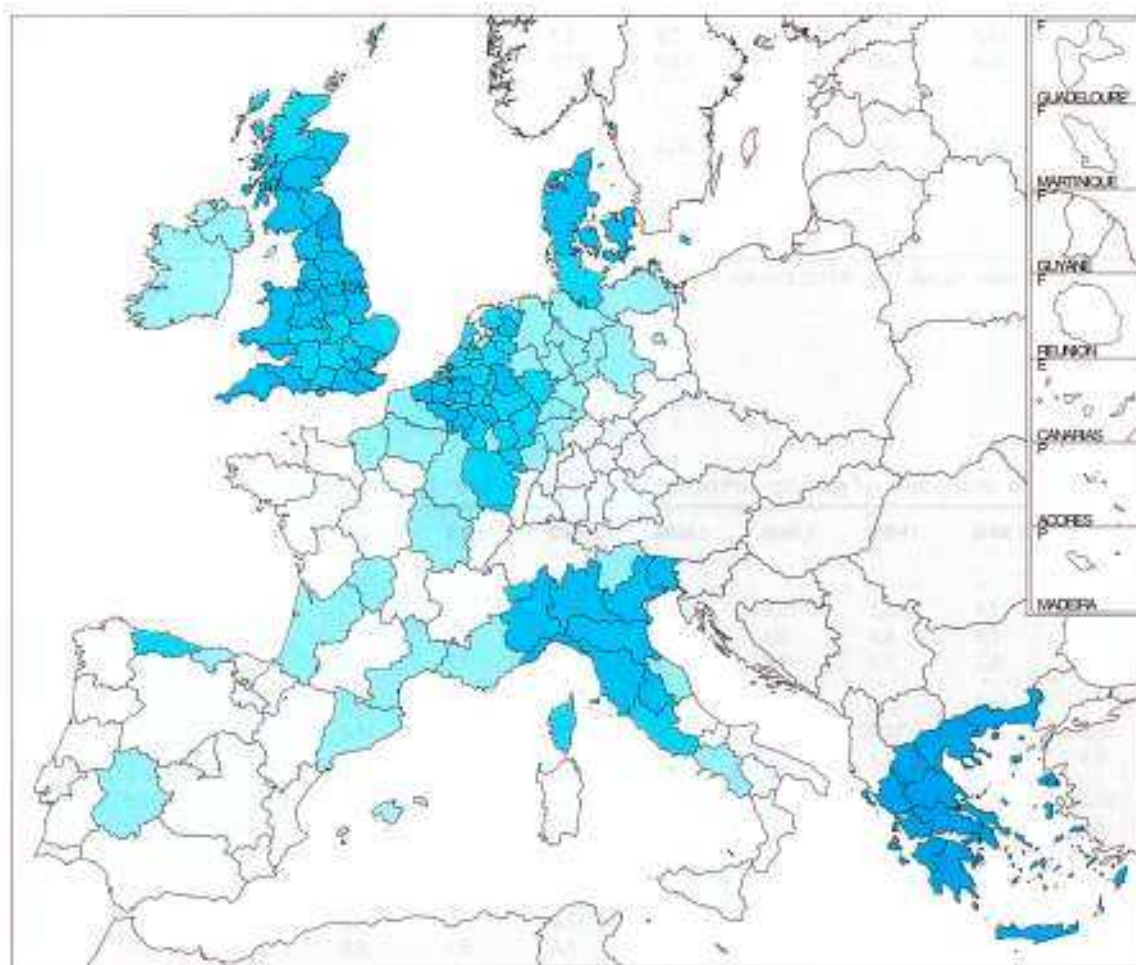 F
GUADELOUPE
F
MARTINIQUE
F
GUYANE
F
REUNION
E
CANARIAS
P
ACORES
P
MADEIRA